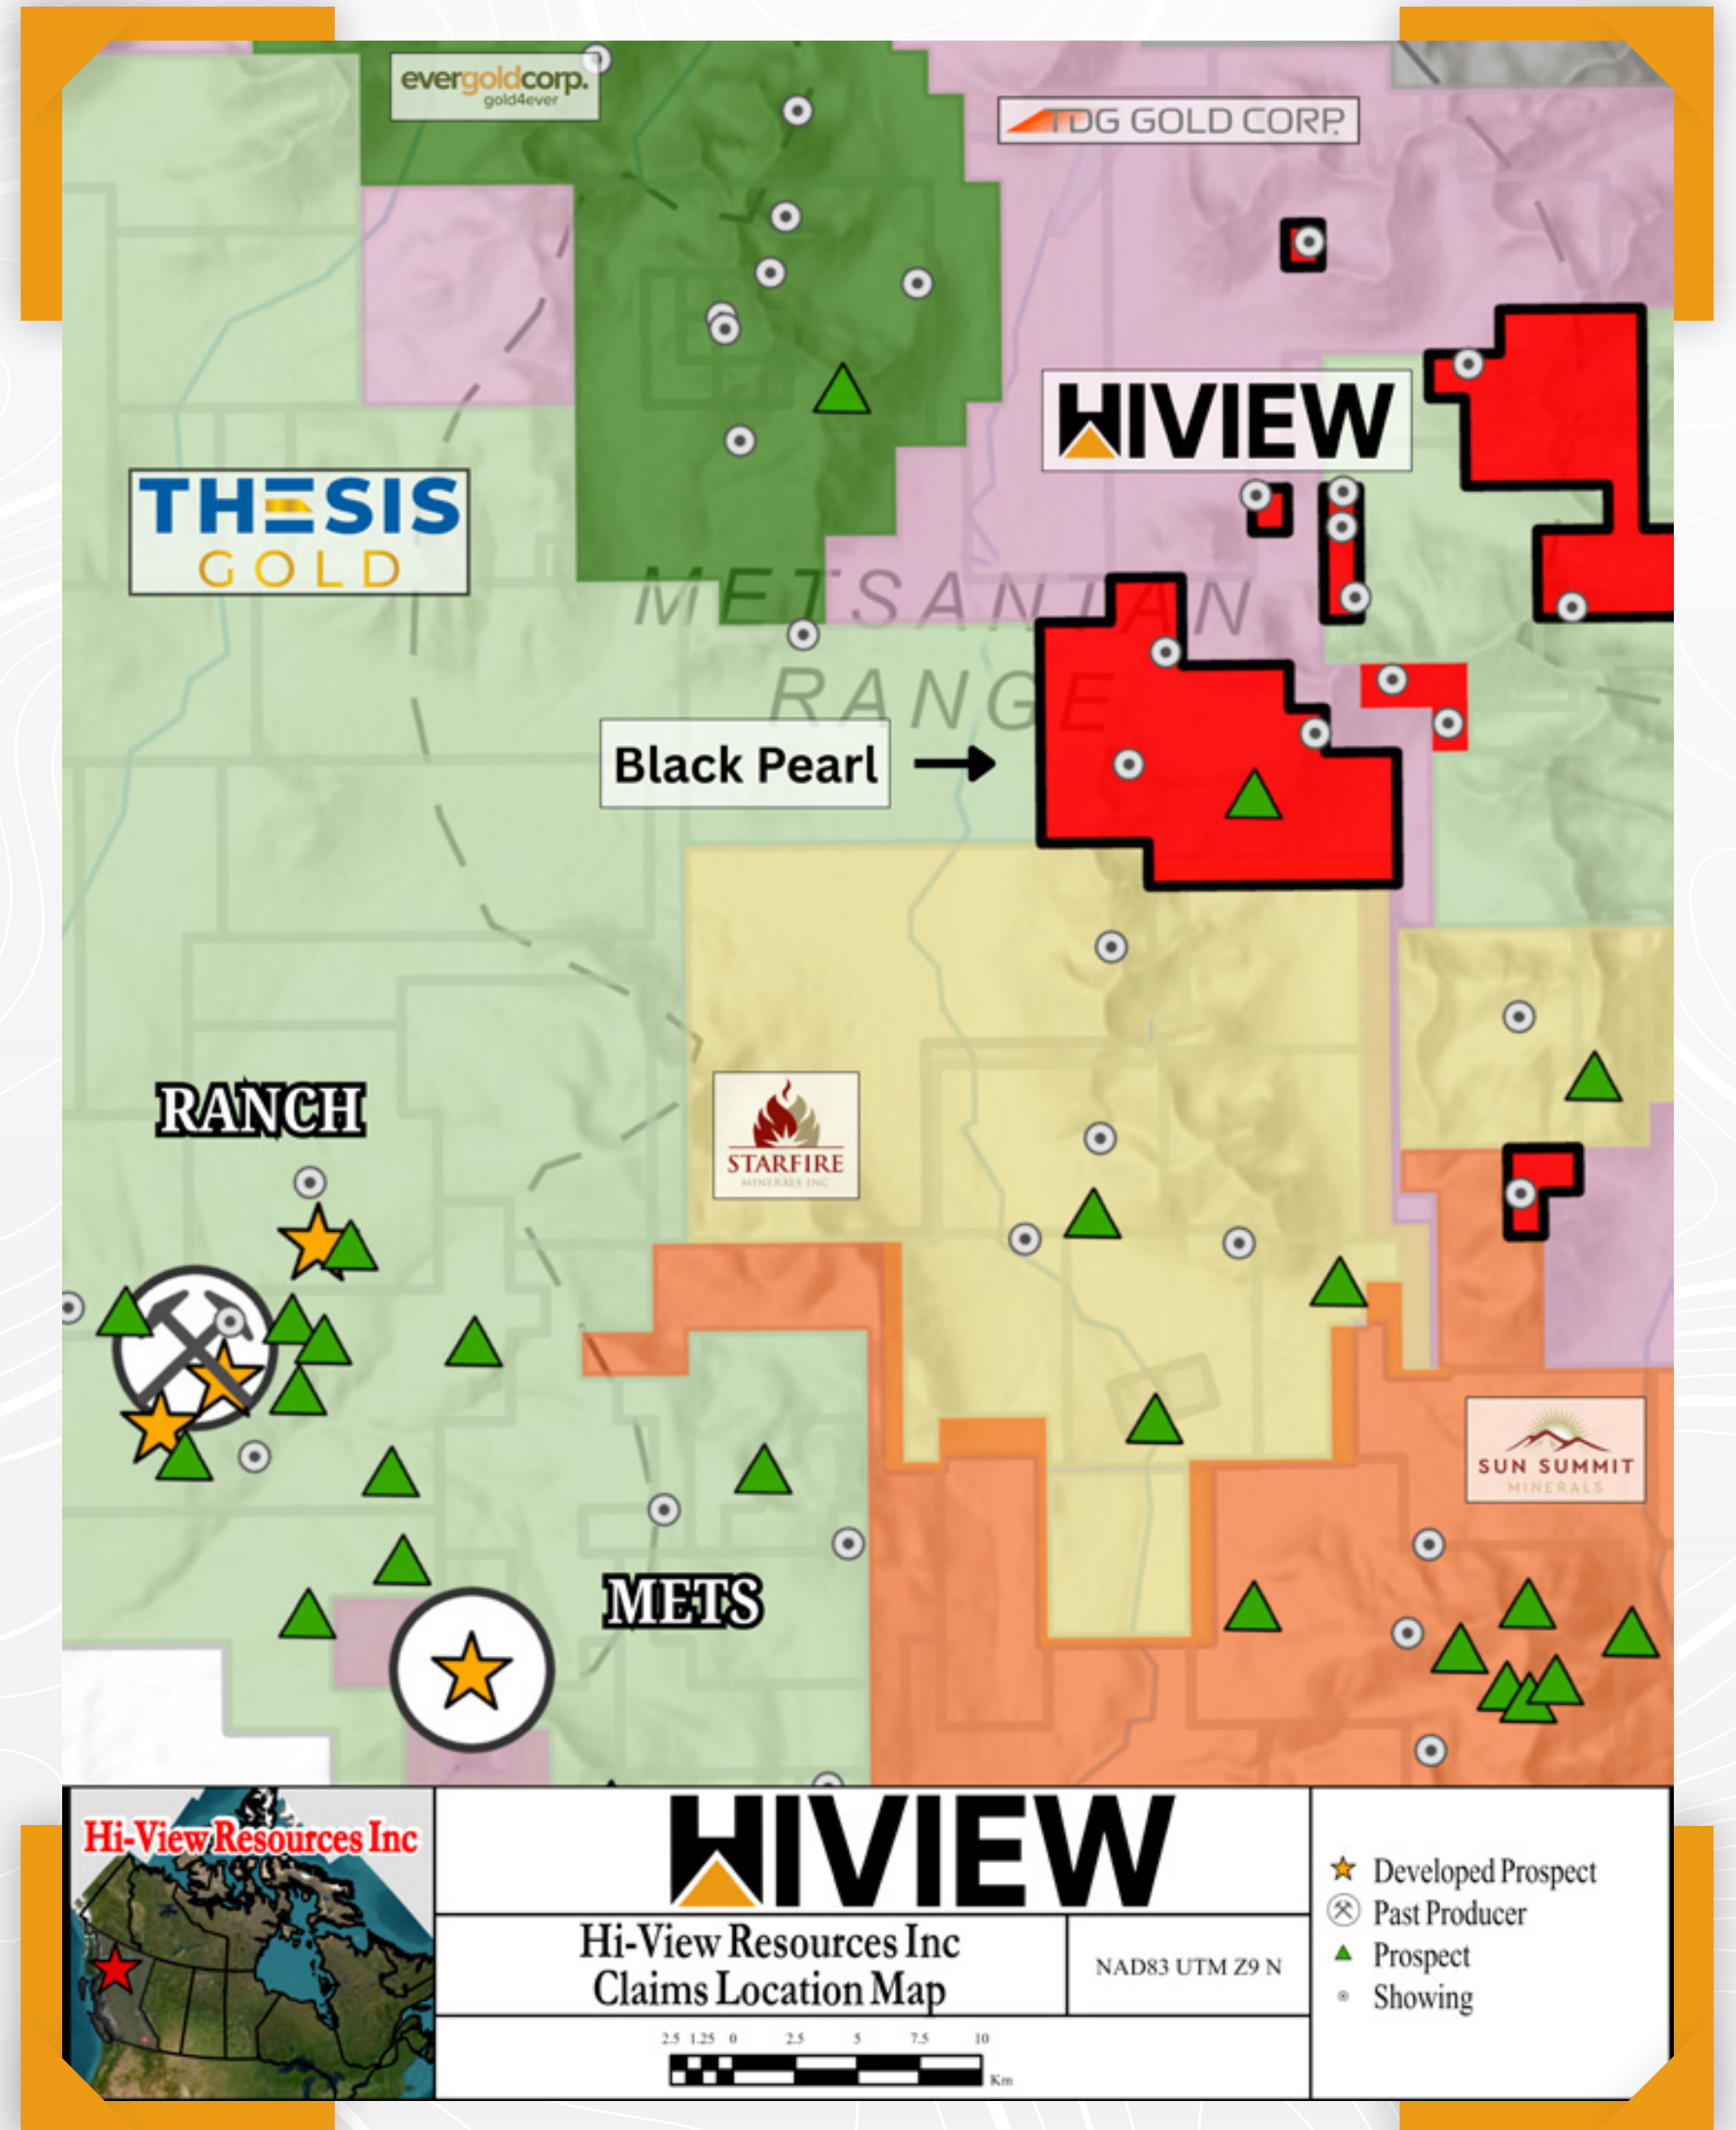 evergoldcorp.
gold4ever
TDG GOLD CORP.
HIVIEW
THESIS
GOLD
METSANTAN
RANGE
Black Pearl
RANCH
STARFIRE
MINERALS INC
SUN SUMMIT
MINERALS
METS
Hi-View Resources Inc
HIVIEW
Hi-View Resources Inc
Claims Location Map
NAD83 UTM Z9 N
2.5 1.25 0 2.5 5 7.5 10
Km
Developed Prospect
Past Producer
Prospect
Showing